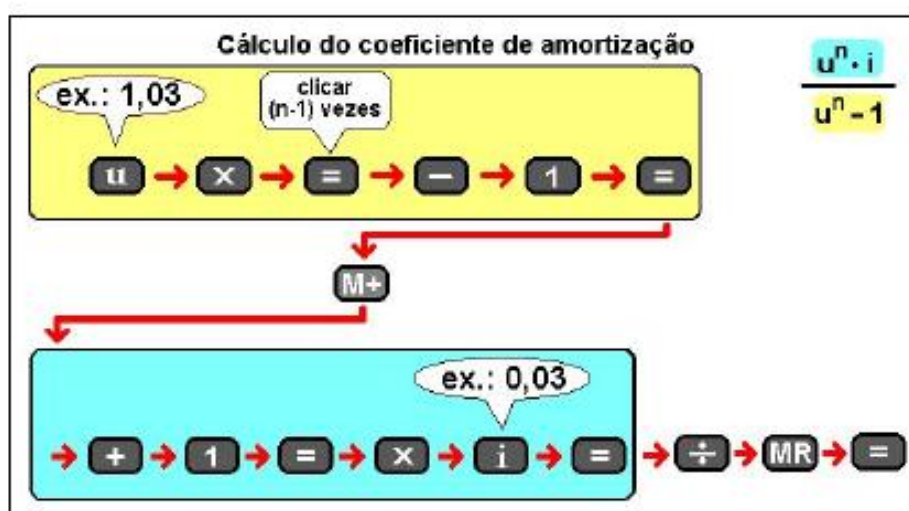 Cálculo do coeficiente de amortização
uⁿ · i
uⁿ - 1
ex.: 1,03
clicar
(n-1) vezes
u → X → = → − → 1 → =
M+
ex.: 0,03
→ + → 1 → = → X → i → = → ÷ → MR → =